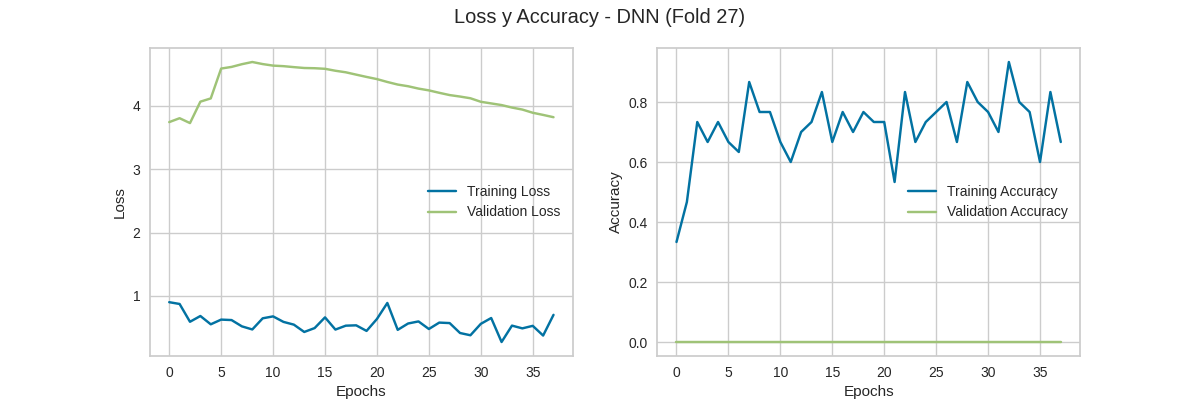 Loss y Accuracy - DNN (Fold 27)
Loss
4
3
2
1
Training Loss
Validation Loss
0 5 10 15 20 25 30 35
Epochs
Accuracy
0.8
0.6
0.4
0.2
0.0
Training Accuracy
Validation Accuracy
0 5 10 15 20 25 30 35
Epochs